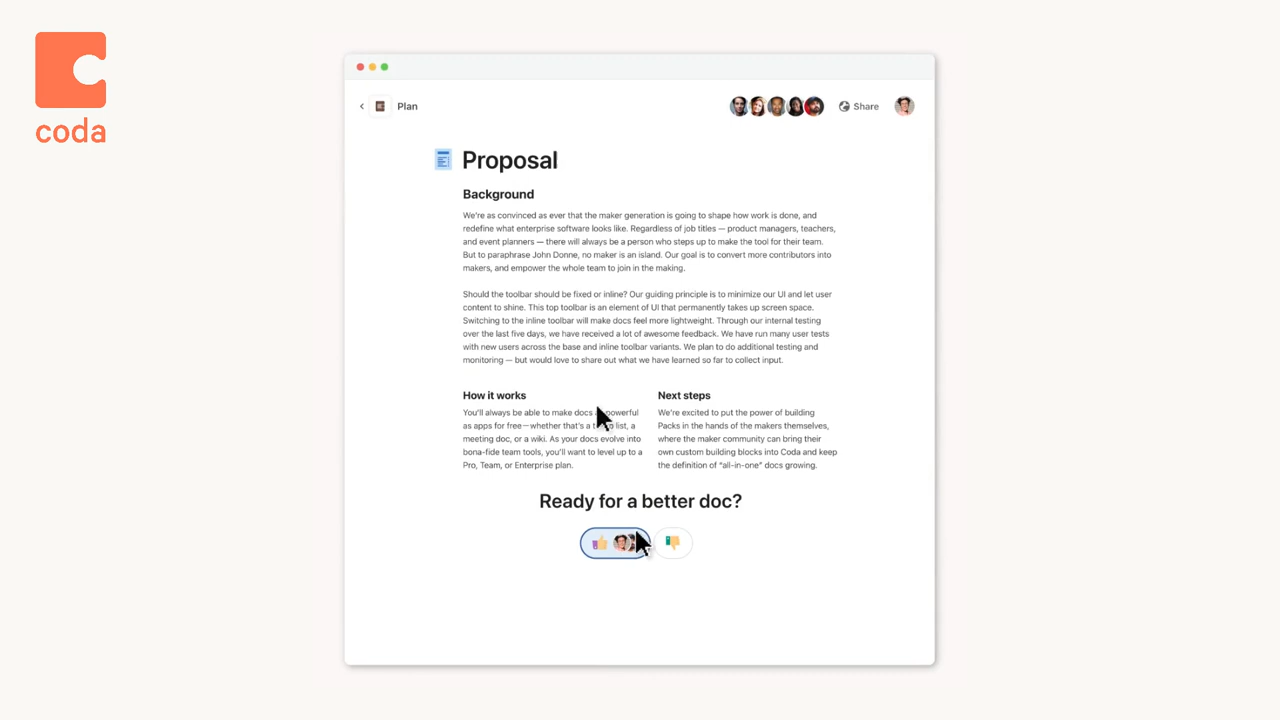 coda
Plan
Share
Proposal
Background
We're as convinced as ever that the maker generation is going to shape how work is done, and
redefine what enterprise software looks like. Regardless of job titles — product managers, teachers,
and event planners — there will always be a person who steps up to make the tool for their team.
But to paraphrase John Donne, no maker is an island. Our goal is to convert more contributors into
makers, and empower the whole team to join in the making.
Should the toolbar should be fixed or inline? Our guiding principle is to minimize our UI and let user
content to shine. This top toolbar is an element of UI that permanently takes up screen space.
Switching to the inline toolbar will make docs feel more lightweight. Through our internal testing
over the last five days, we have received a lot of awesome feedback. We have run many user tests
with new users across the base and inline toolbar variants. We plan to do additional testing and
monitoring — but would love to share out what we have learned so far to collect input.
How it works
You'll always be able to make docs powerful
as apps for free—whether that's a list, a
meeting doc, or a wiki. As your docs evolve into
bona-fide team tools, you'll want to level up to a
Pro, Team, or Enterprise plan.
Next steps
We're excited to put the power of building
Packs in the hands of the makers themselves,
where the maker community can bring their
own custom building blocks into Coda and keep
the definition of "all-in-one" docs growing.
Ready for a better doc?